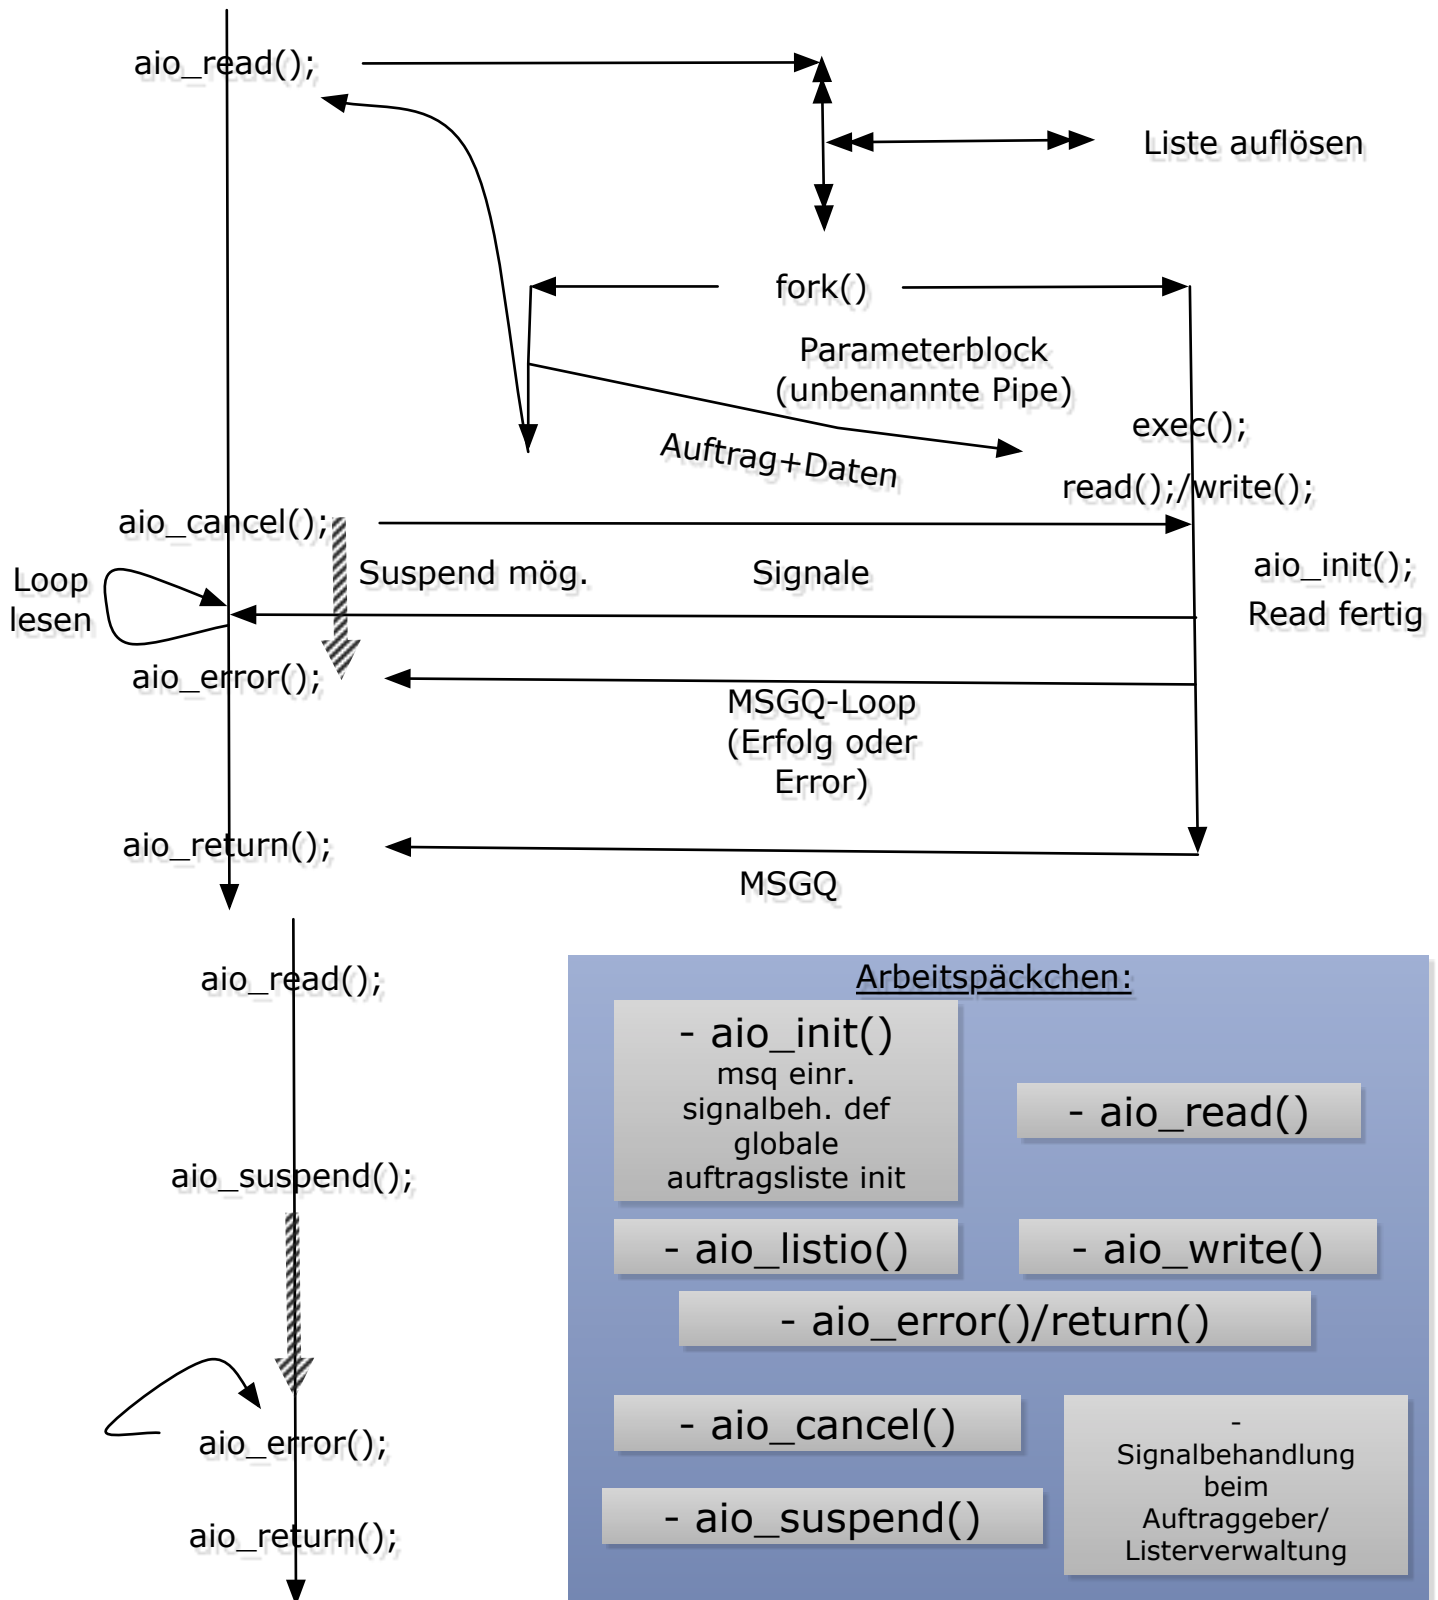 aio_read();
Liste auflösen
fork()
Parameterblock
(unbenannte Pipe)
Auftrag+Daten
exec();
read();/write();
aio_cancel();
Suspend mög.
Signale
aio_init();
Read fertig
Loop
lesen
aio_error();
MSGQ-Loop
(Erfolg oder
Error)
aio_return();
MSGQ
aio_read();
aio_suspend();
aio_error();
aio_return();
Arbeitspäckchen:
- aio_init()
msq einr.
signalbeh. def
globale
auftragsliste init
- aio_read()
- aio_listio()
- aio_write()
- aio_error()/return()
- aio_cancel()
- aio_suspend()
-
Signalbehandlung
beim
Auftraggeber/
Listerverwaltung